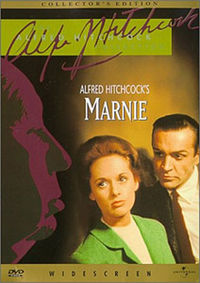 COLLECTOR'S EDITION
Alfred Hitchcock
ALFRED HITCHCOCK'S
MARNIE
DVD
WIDESCREEN
UNIVERSAL